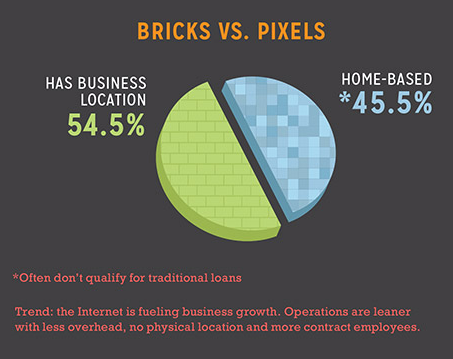 BRICKS VS. PIXELS
HAS BUSINESS
LOCATION
54.5%
HOME-BASED
*45.5%
*Often don't qualify for traditional loans
Trend: the Internet is fueling business growth. Operations are leaner
with less overhead, no physical location and more contract employees.